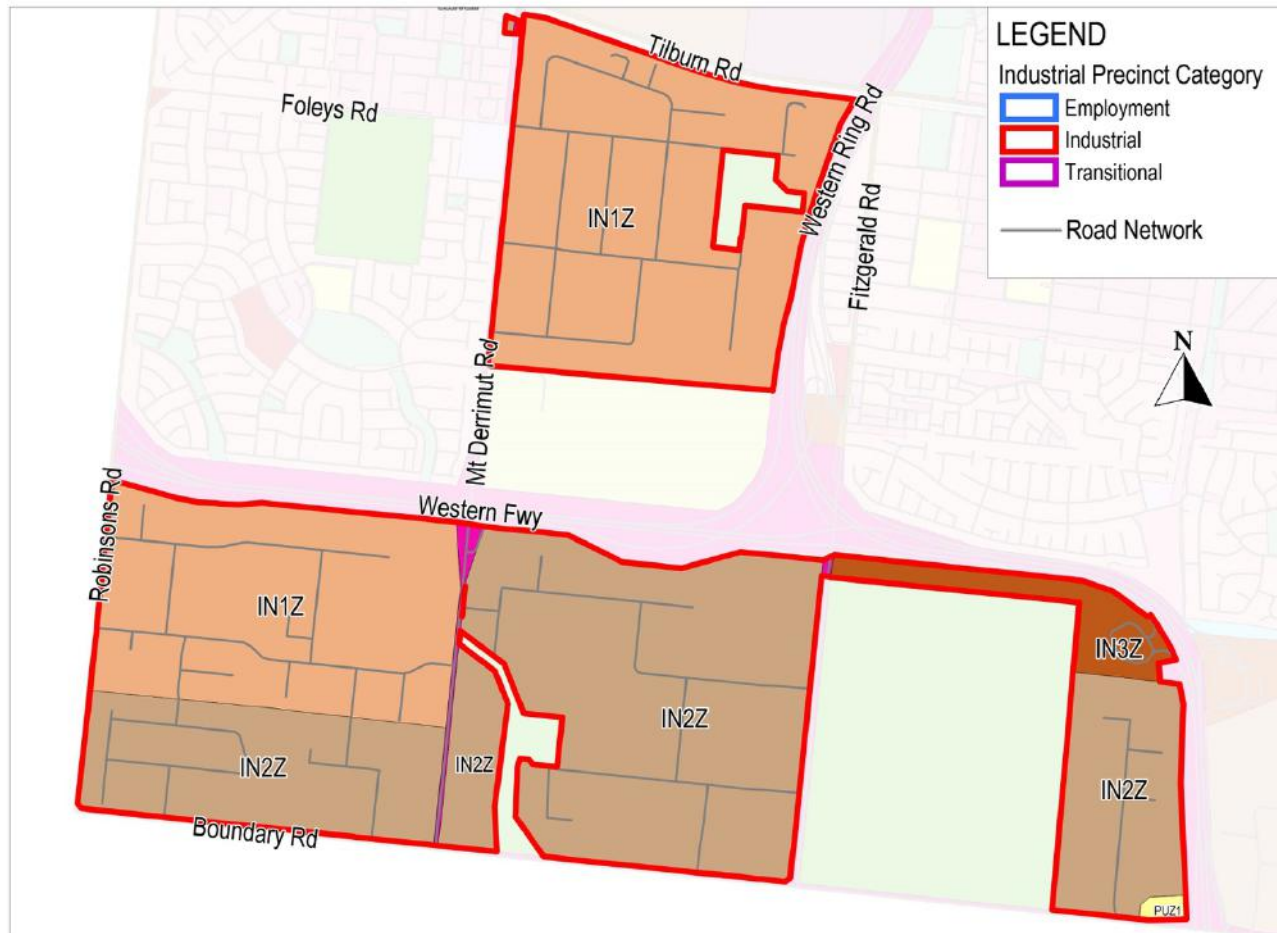 LEGEND
Industrial Precinct Category
Employment
Industrial
Transitional
Road Network
N
Tilburn Rd
Foleys Rd
Western Ring Rd
Fitzgerald Rd
IN1Z
Mt Derrimut Rd
Western Fwy
Robinsons Rd
IN1Z
IN3Z
IN2Z
IN2Z
IN2Z
IN2Z
Boundary Rd
PUZ1